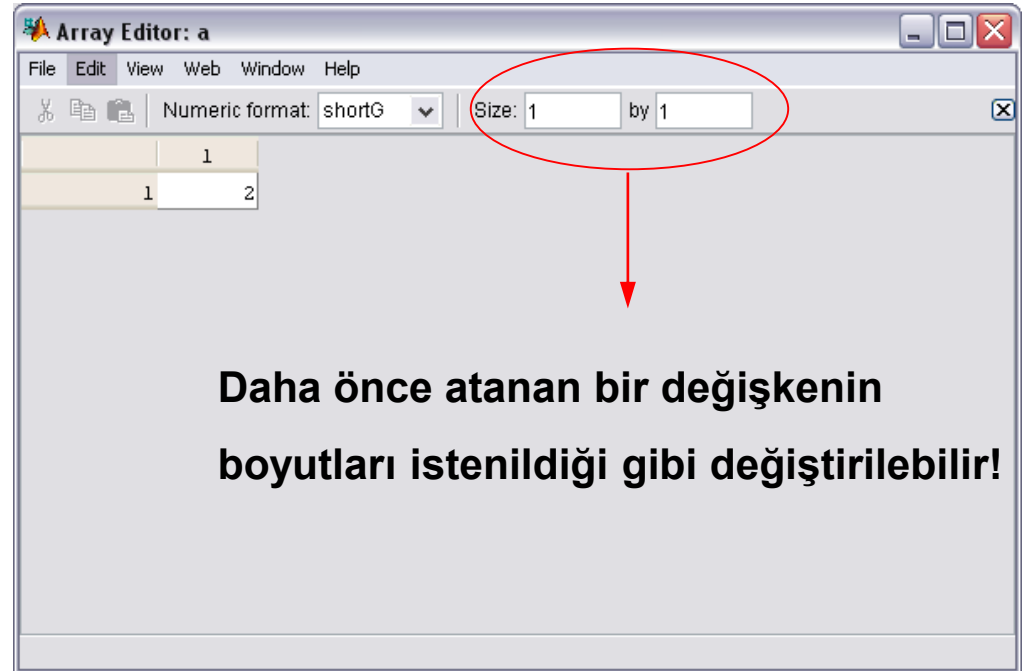 Array Editor: a
File Edit View Web Window Help
Numeric format: shortG Size: 1 by 1
1
1 2
Daha önce atanan bir değişkenin
boyutları istenildiği gibi değiştirilebilir!